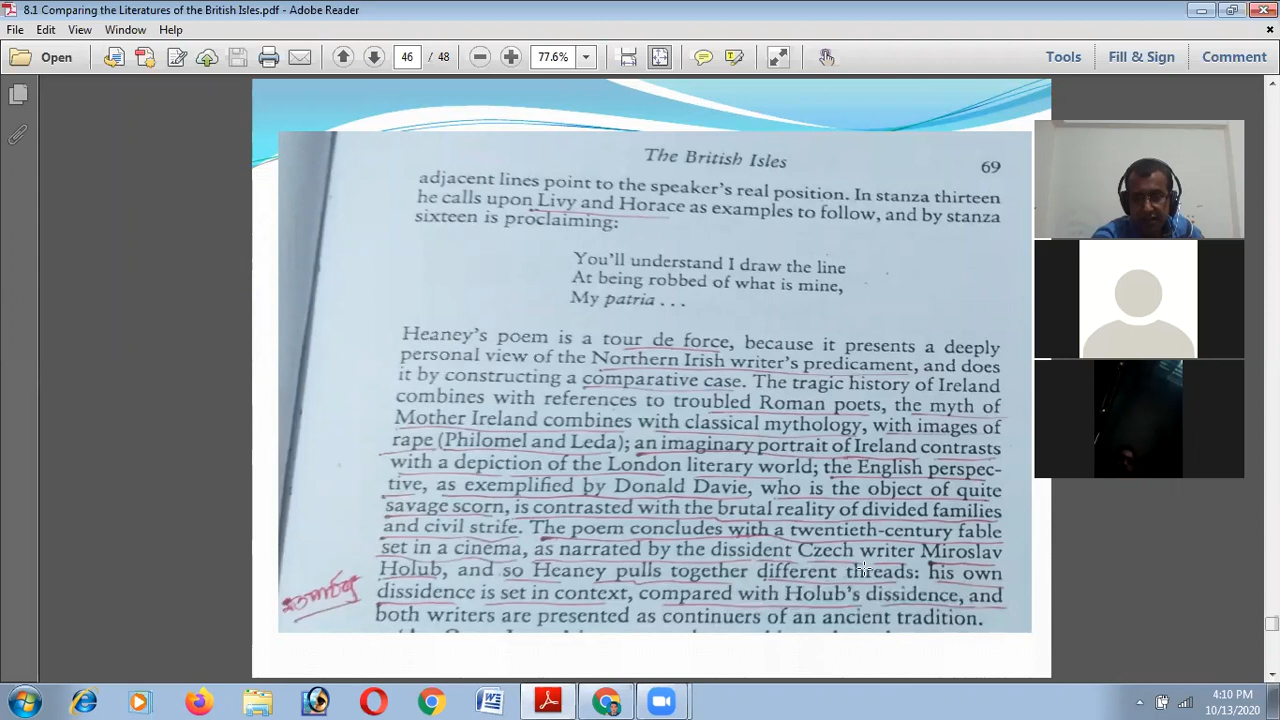 8.1 Comparing the Literatures of the British Isles.pdf - Adobe Reader
File Edit View Window Help
Open 46 / 48 77.6% Tools Fill & Sign Comment
The British Isles 69
adjacent lines point to the speaker's real position. In stanza thirteen
he calls upon Livy and Horace as examples to follow, and by stanza
sixteen is proclaiming:
You'll understand I draw the line
At being robbed of what is mine,
My patria . . .
Heaney's poem is a tour de force, because it presents a deeply
personal view of the Northern Irish writer's predicament, and does
it by constructing a comparative case. The tragic history of Ireland
combines with references to troubled Roman poets, the myth of
Mother Ireland combines with classical mythology, with images of
rape (Philomel and Leda); an imaginary portrait of Ireland contrasts
with a depiction of the London literary world; the English perspec-
tive, as exemplified by Donald Davie, who is the object of quite
savage scorn, is contrasted with the brutal reality of divided families
and civil strife. The poem concludes with a twentieth-century fable
set in a cinema, as narrated by the dissident Czech writer Miroslav
Holub, and so Heaney pulls together different threads: his own
dissidence is set in context, compared with Holub's dissidence, and
both writers are presented as continuers of an ancient tradition.
4:10 PM
10/13/2020